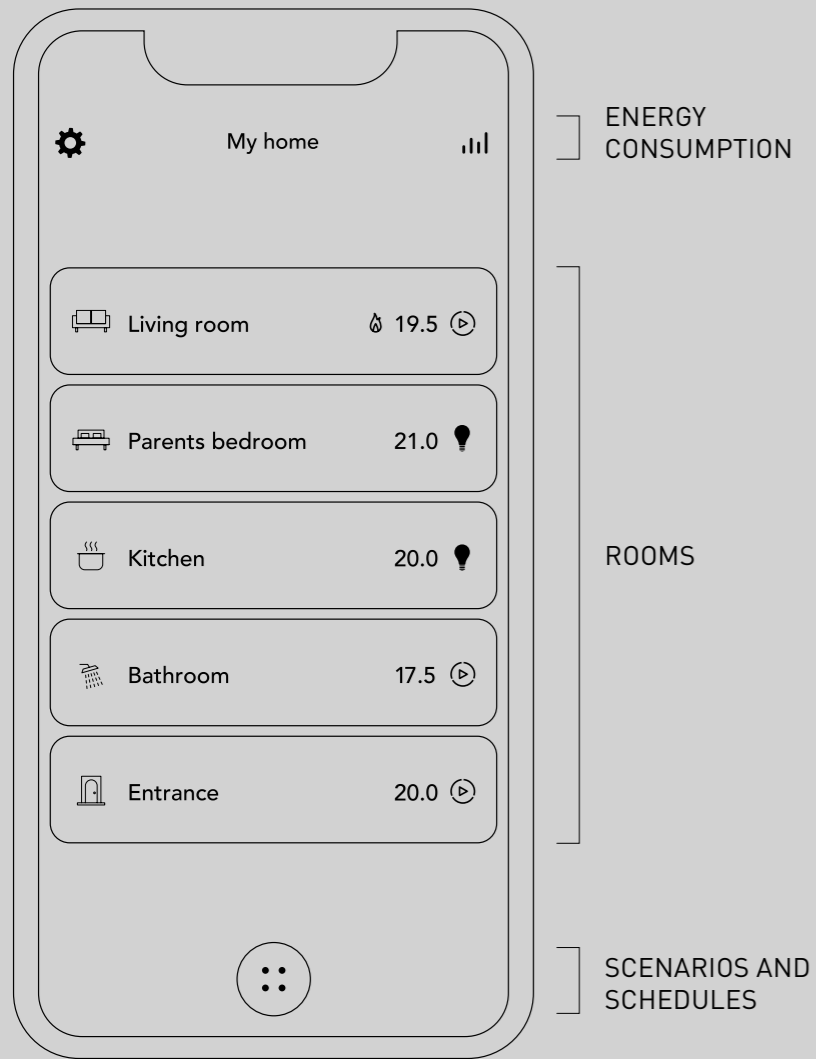 My home
ENERGY
CONSUMPTION
Living room 19.5
Parents bedroom 21.0
Kitchen 20.0
ROOMS
Bathroom 17.5
Entrance 20.0
SCENARIOS AND
SCHEDULES